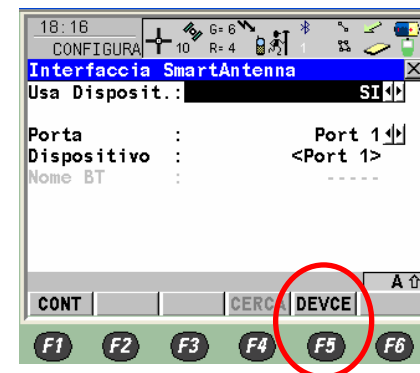 18:16
CONFIGURA
10
G= 6
R= 4
1
Interfaccia SmartAntenna
Usa Disposit.: SI
Porta : Port 1
Dispositivo : <Port 1>
Nome BT : -----
A
CONT CERCA DEVCE
F1 F2 F3 F4 F5 F6